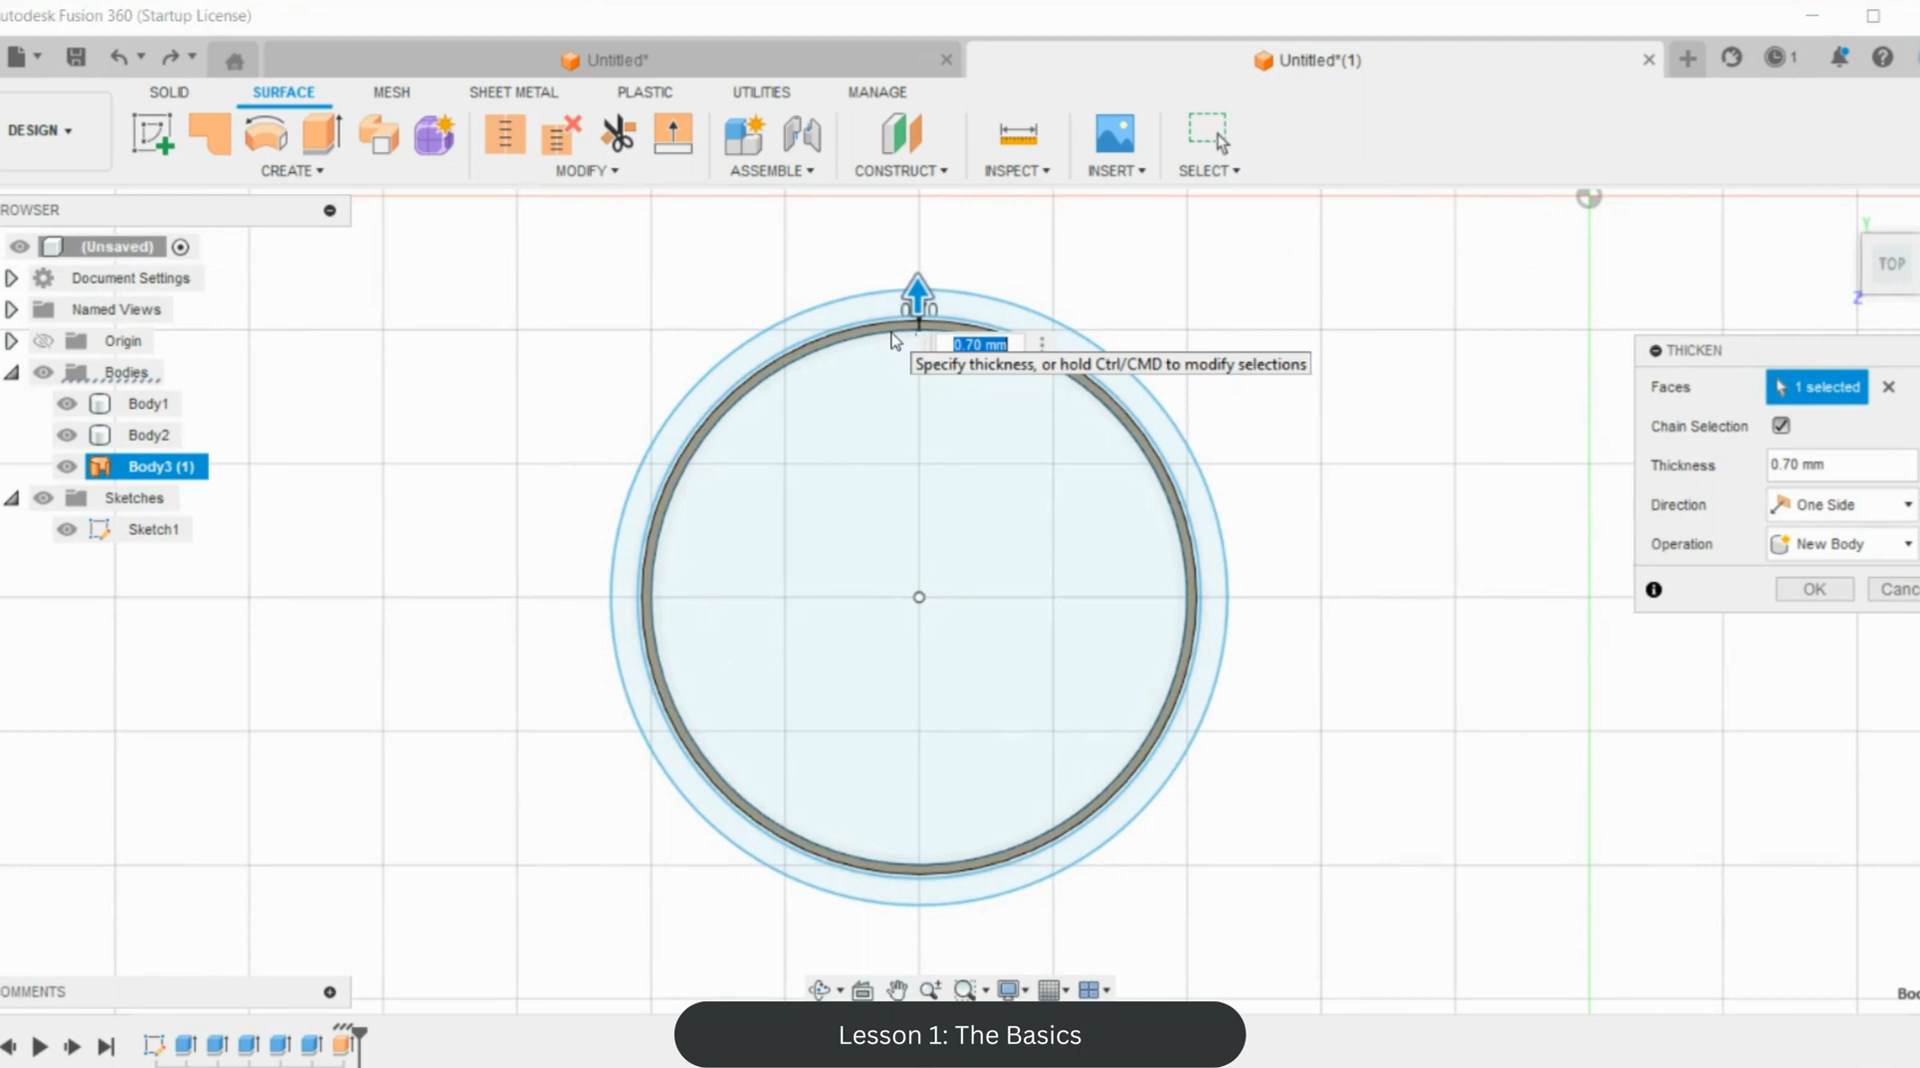 utodesk Fusion 360 (Startup License)
Untitled*
Untitled*(1)
1
SOLID
SURFACE
MESH
SHEET METAL
PLASTIC
UTILITIES
MANAGE
DESIGN
CREATE
MODIFY
ASSEMBLE
CONSTRUCT
INSPECT
INSERT
SELECT
ROWSER
(Unsaved)
Document Settings
Named Views
Origin
Bodies
Body1
Body2
Body3 (1)
Sketches
Sketch1
Y
TOP
Z
0.70 mm
Specify thickness, or hold Ctrl/CMD to modify selections
THICKEN
Faces
1 selected
Chain Selection
Thickness
0.70 mm
Direction
One Side
Operation
New Body
OK
Canc
OMMENTS
Boc
Lesson 1: The Basics